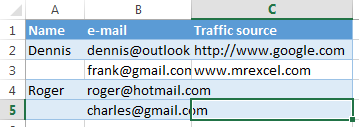 A B C
1 Name e-mail Traffic source
2 Dennis dennis@outlook http://www.google.com
3 frank@gmail.con www.mrexcel.com
4 Roger roger@hotmail.com
5 charles@gmail.com